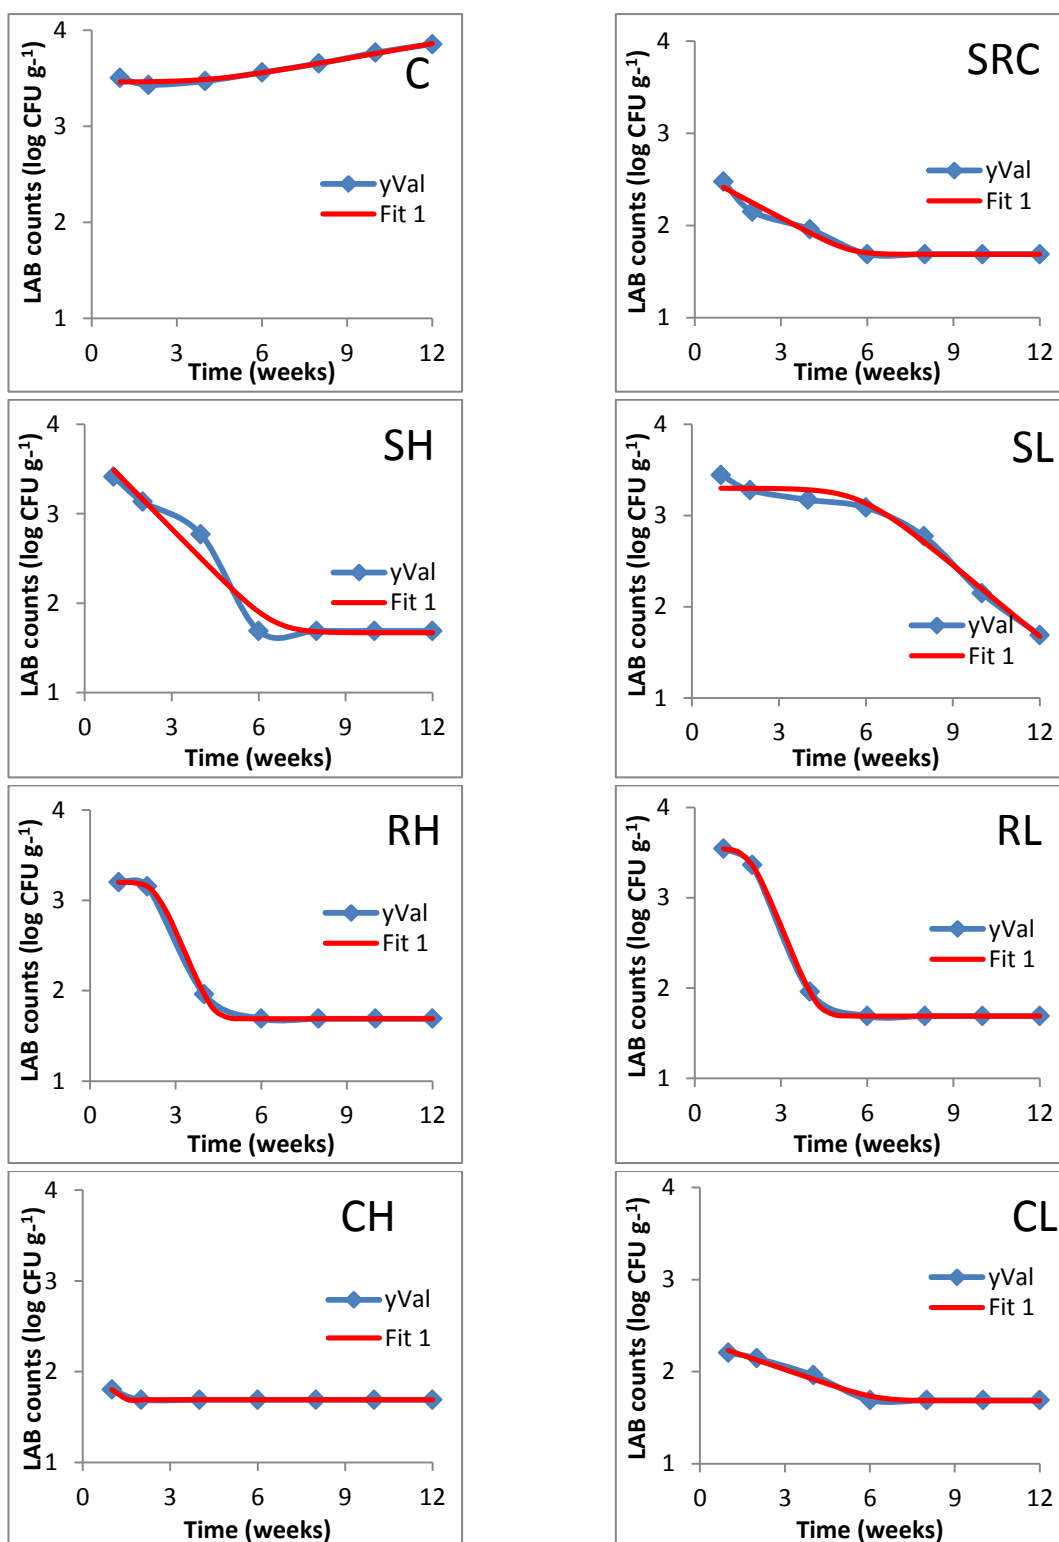 C
LAB counts (log CFU g-1)
4
3
2
1
0
3
6
9
12
Time (weeks)
yVal
Fit 1
SRC
LAB counts (log CFU g-1)
4
3
2
1
0
3
6
9
12
Time (weeks)
yVal
Fit 1
SH
LAB counts (log CFU g-1)
4
3
2
1
0
3
6
9
12
Time (weeks)
yVal
Fit 1
SL
LAB counts (log CFU g-1)
4
3
2
1
0
3
6
9
12
Time (weeks)
yVal
Fit 1
RH
LAB counts (log CFU g-1)
4
3
2
1
0
3
6
9
12
Time (weeks)
yVal
Fit 1
RL
LAB counts (log CFU g-1)
4
3
2
1
0
3
6
9
12
Time (weeks)
yVal
Fit 1
CH
LAB counts (log CFU g-1)
4
3
2
1
0
3
6
9
12
Time (weeks)
yVal
Fit 1
CL
LAB counts (log CFU g-1)
4
3
2
1
0
3
6
9
12
Time (weeks)
yVal
Fit 1